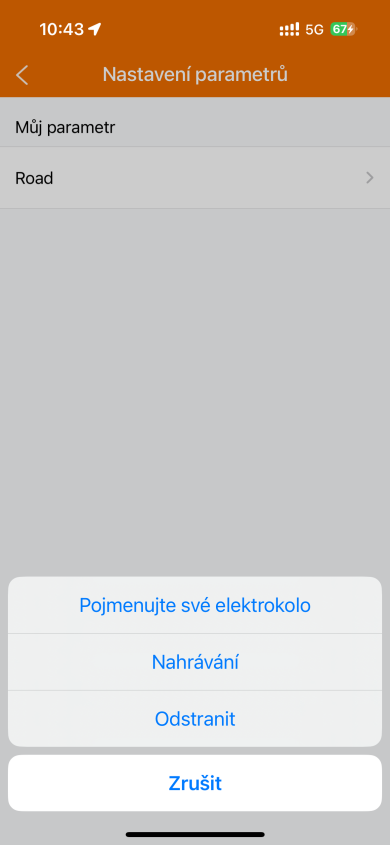 10:43
5G
67
Nastavení parametrů
Můj parametr
Road
Pojmenujte své elektrokolo
Nahrávání
Odstranit
Zrušit